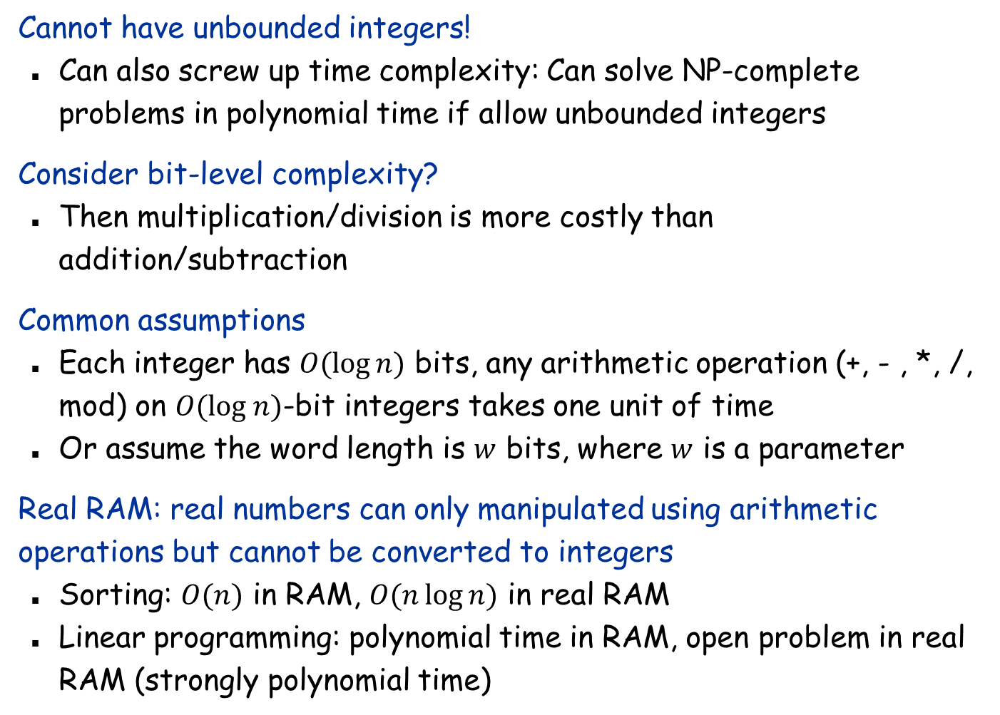 Cannot have unbounded integers!
▪ Can also screw up time complexity: Can solve NP-complete
problems in polynomial time if allow unbounded integers
Consider bit-level complexity?
▪ Then multiplication/division is more costly than
addition/subtraction
Common assumptions
▪ Each integer has O(log n) bits, any arithmetic operation (+, - , *, /,
mod) on O(log n)-bit integers takes one unit of time
▪ Or assume the word length is w bits, where w is a parameter
Real RAM: real numbers can only manipulated using arithmetic
operations but cannot be converted to integers
▪ Sorting: O(n) in RAM, O(n log n) in real RAM
▪ Linear programming: polynomial time in RAM, open problem in real
RAM (strongly polynomial time)